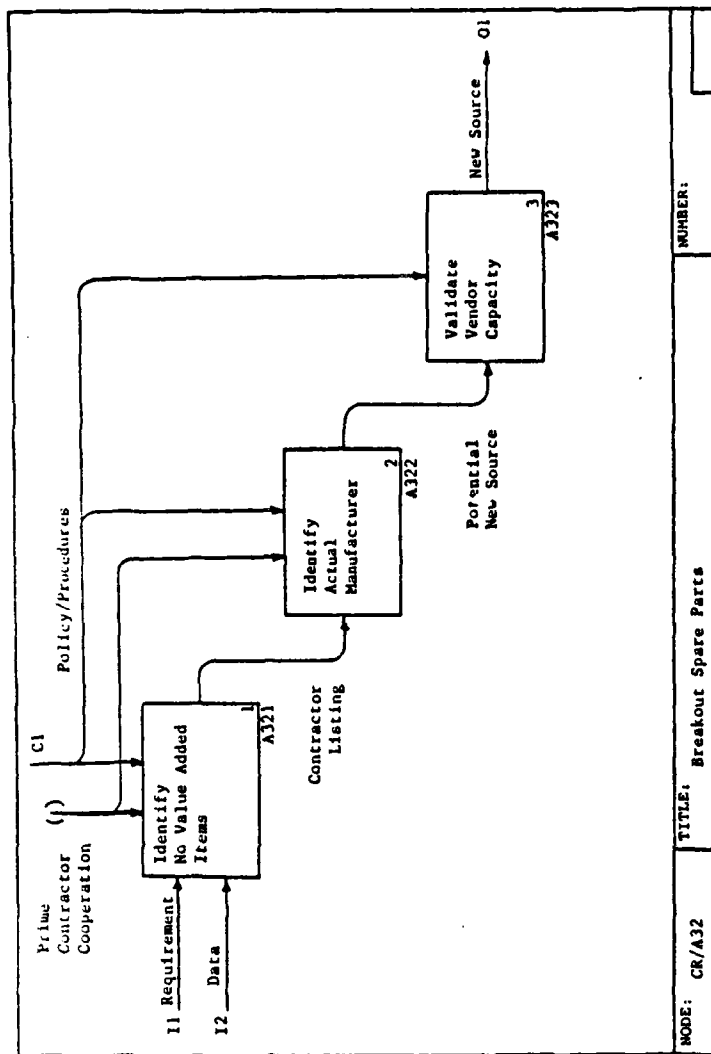 Prime
Contractor
Cooperation
( )
C1
Policy/Procedures
I1 Requirement
I2 Data
Identify
No Value Added
Items
1
A321
Contractor
Listing
Identify
Actual
Manufacturer
2
A322
Potential
New Source
Validate
Vendor
Capacity
3
A323
New Source
O1
NODE: CR/A32
TITLE: Breakout Spare Parts
NUMBER: